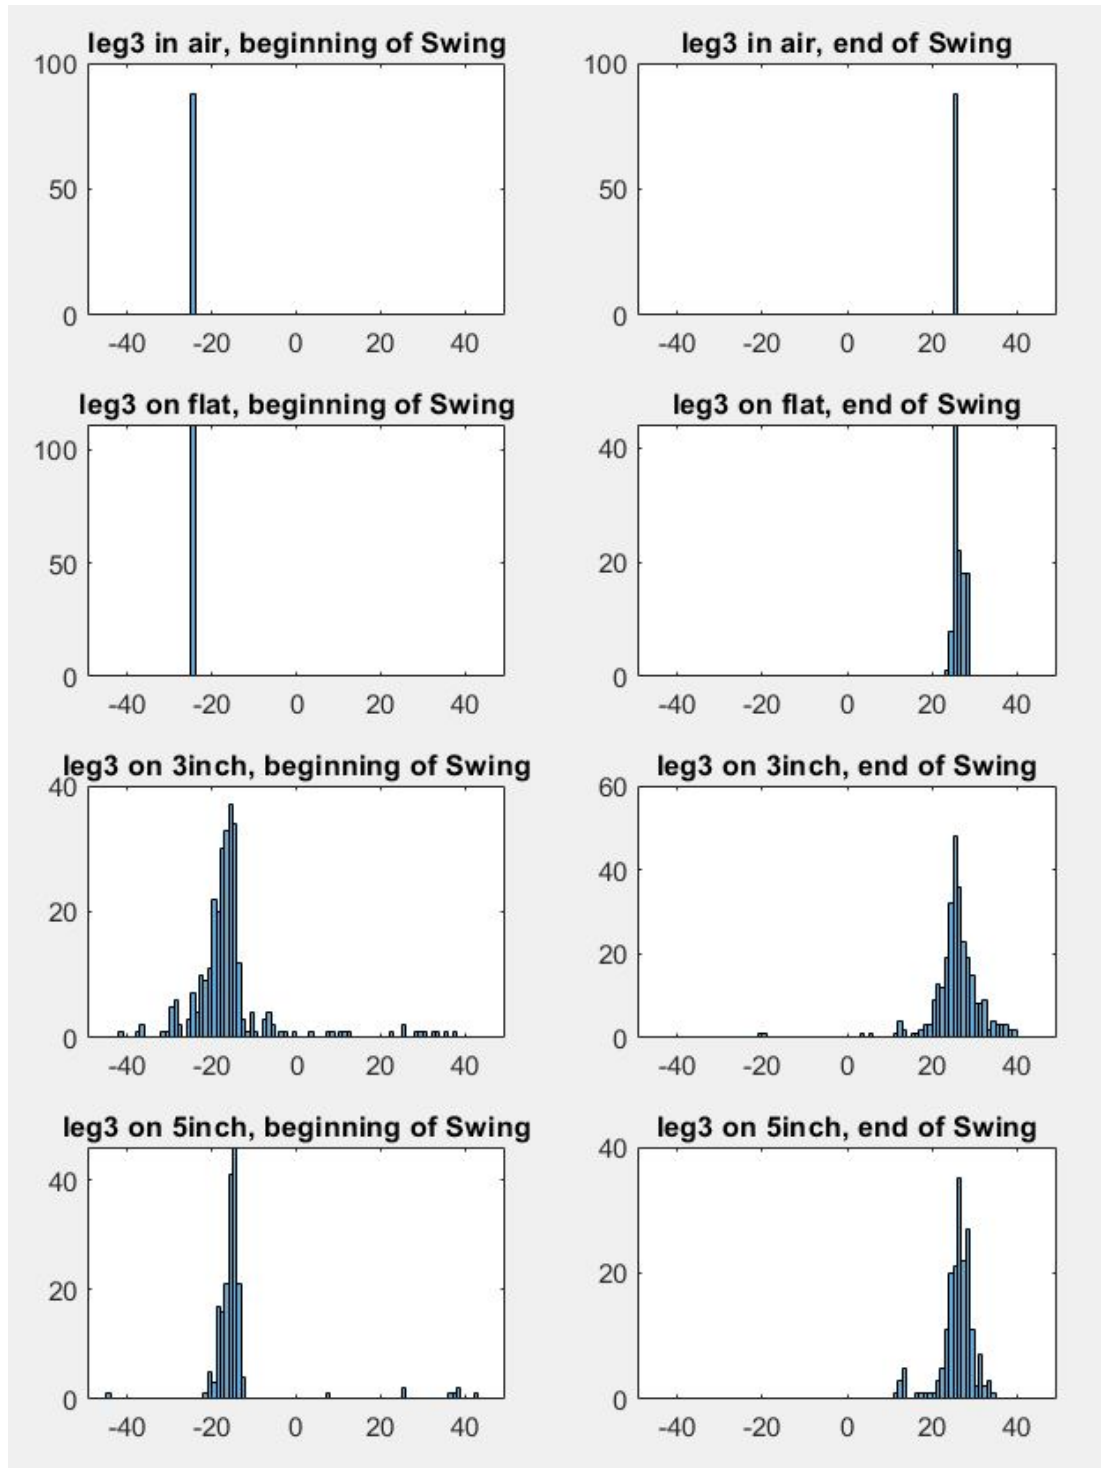 leg3 in air, beginning of Swing
100
50
0
-40 -20 0 20 40
leg3 in air, end of Swing
100
50
0
-40 -20 0 20 40
leg3 on flat, beginning of Swing
100
50
0
-40 -20 0 20 40
leg3 on flat, end of Swing
40
20
0
-40 -20 0 20 40
leg3 on 3inch, beginning of Swing
40
20
0
-40 -20 0 20 40
leg3 on 3inch, end of Swing
60
40
20
0
-40 -20 0 20 40
leg3 on 5inch, beginning of Swing
40
20
0
-40 -20 0 20 40
leg3 on 5inch, end of Swing
40
20
0
-40 -20 0 20 40